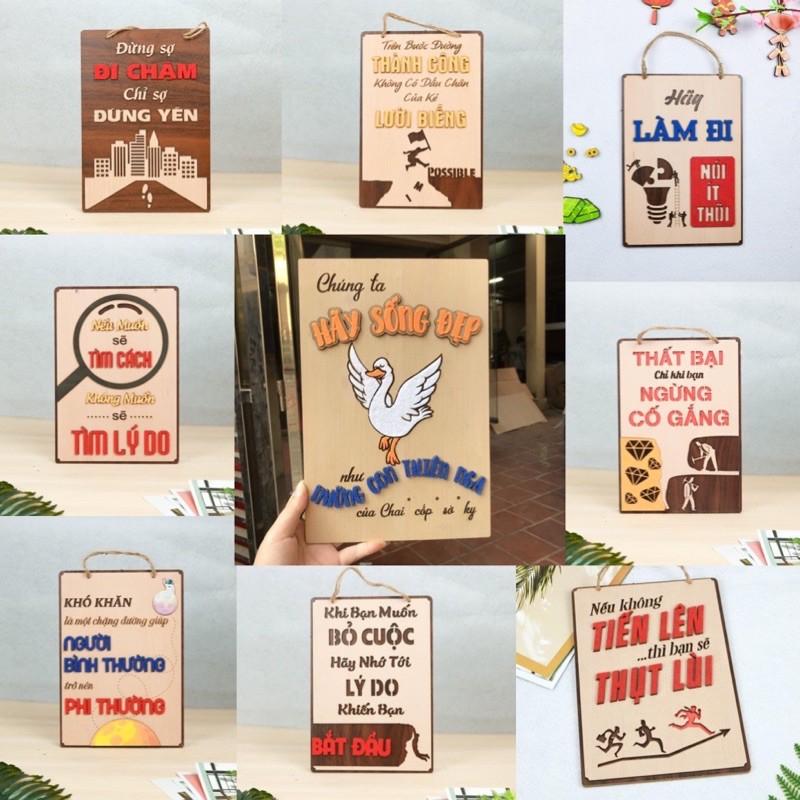 Đừng sợ
ĐI CHẬM
Chỉ sợ
ĐỨNG YÊN
Trên Bước Đường
THÀNH CÔNG
Không Có Dấu Chân
Của Kẻ
LƯỜI BIẾNG
POSSIBLE
IM
Hãy
LÀM ĐI
NÓI
ÍT
THÔI
Nếu Muốn
sẽ
TÌM CÁCH
Không Muốn
sẽ
TÌM LÝ DO
Chúng ta
HÃY SỐNG ĐẸP
như
NHỮNG CON THIÊN NGA
của Chai cốp sờ ky
THẤT BẠI
Chỉ khi bạn
NGỪNG
CỐ GẮNG
KHÓ KHĂN
là một chặng đường giúp
NGƯỜI
BÌNH THƯỜNG
trở nên
PHI THƯỜNG
Khi Bạn Muốn
BỎ CUỘC
Hãy Nhớ Tới
LÝ DO
Khiến Bạn
BẮT ĐẦU
Nếu không
TIẾN LÊN
...thì bạn sẽ
THỤT LÙI